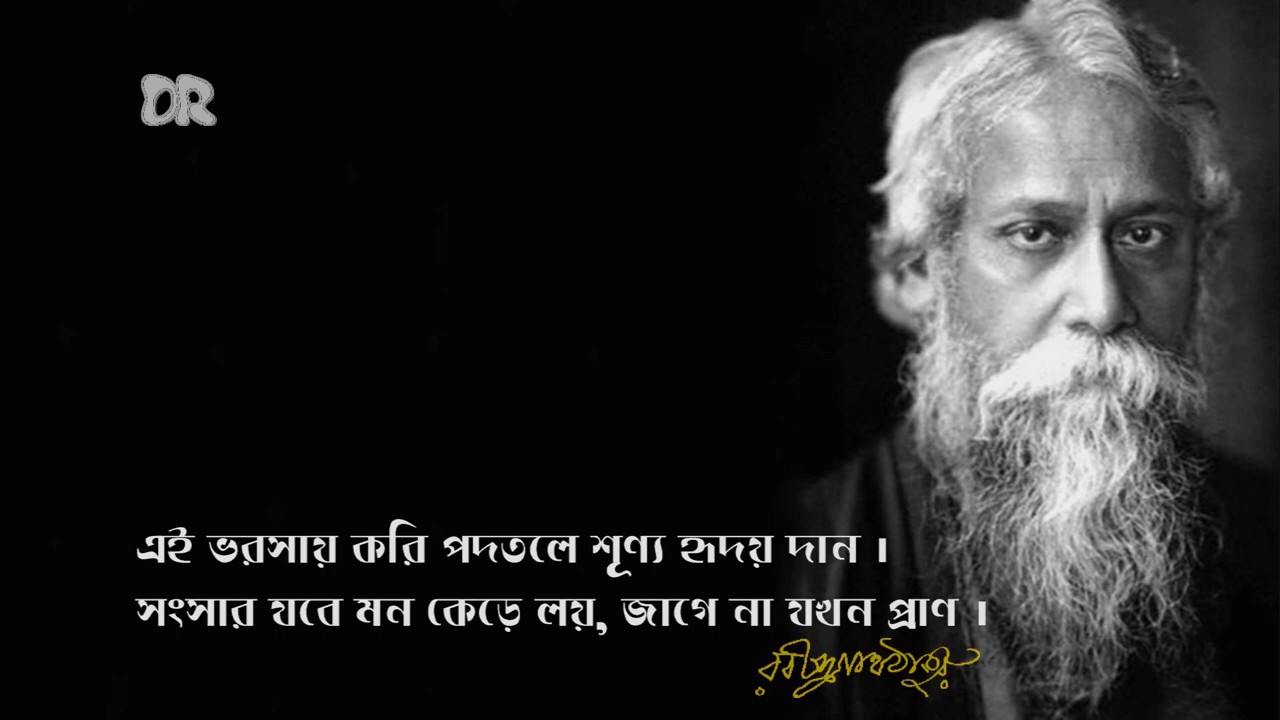 DR
এই ভরসায় করি পদতলে শূণ্য হৃদয় দান ।
সংসার যবে মন কেড়ে লয়, জাগে না যখন প্রাণ ।
রবীন্দ্রনাথ ঠাকুর